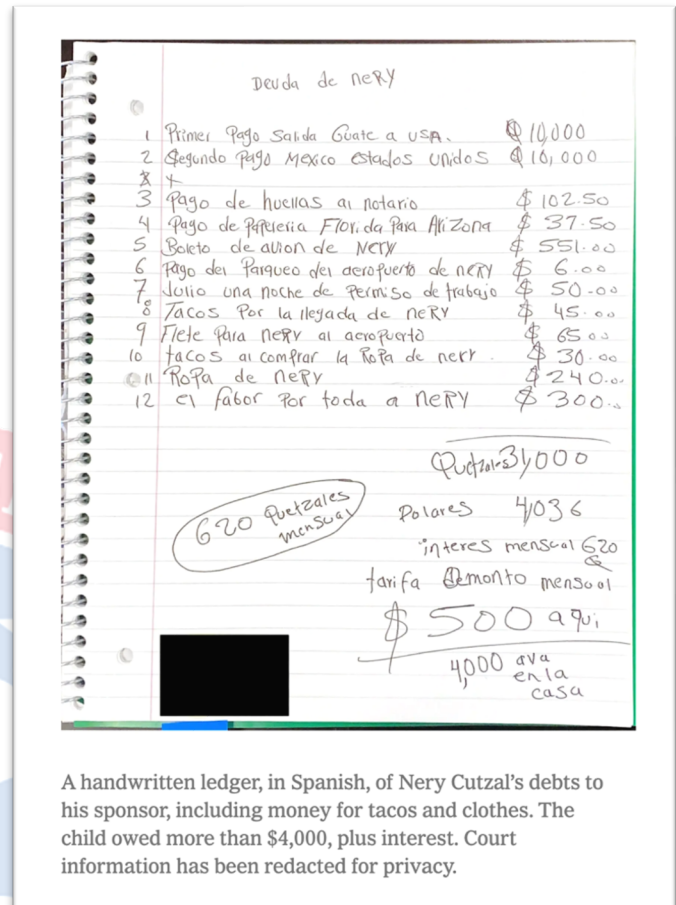 Deuda de neRy
1 Primer Pago Salida Guate a USA. Q 10,000
2 Segundo Pago Mexico estados unidos Q 10,000
3 Pago de huellas al notario $ 102.50
4 Pago de Papeleria Florida Para Arizona $ 37.50
5 Boleto de avion de Nery $ 551.00
6 Pago del Parqueo del aeropuerto de neRy $ 6.00
7 Julio una noche de Permiso de trabajo $ 50.00
8 Tacos Por la llegada de neRy $ 45.00
9 Flete Para neRy al aeropuerto $ 65.00
10 tacos al comprar la RoPa de nery. $ 30.00
11 RoPa de neRy $ 240.00
12 el fabor Por toda a neRy $ 300.00
Quetzales 31,000
620 Quetzales
mensual
Dolares 4,036
interes mensual 620
tarifa monto mensual
$ 500 aqui
4,000
en la
casa
A handwritten ledger, in Spanish, of Nery Cutzal’s debts to
his sponsor, including money for tacos and clothes. The
child owed more than $4,000, plus interest. Court
information has been redacted for privacy.